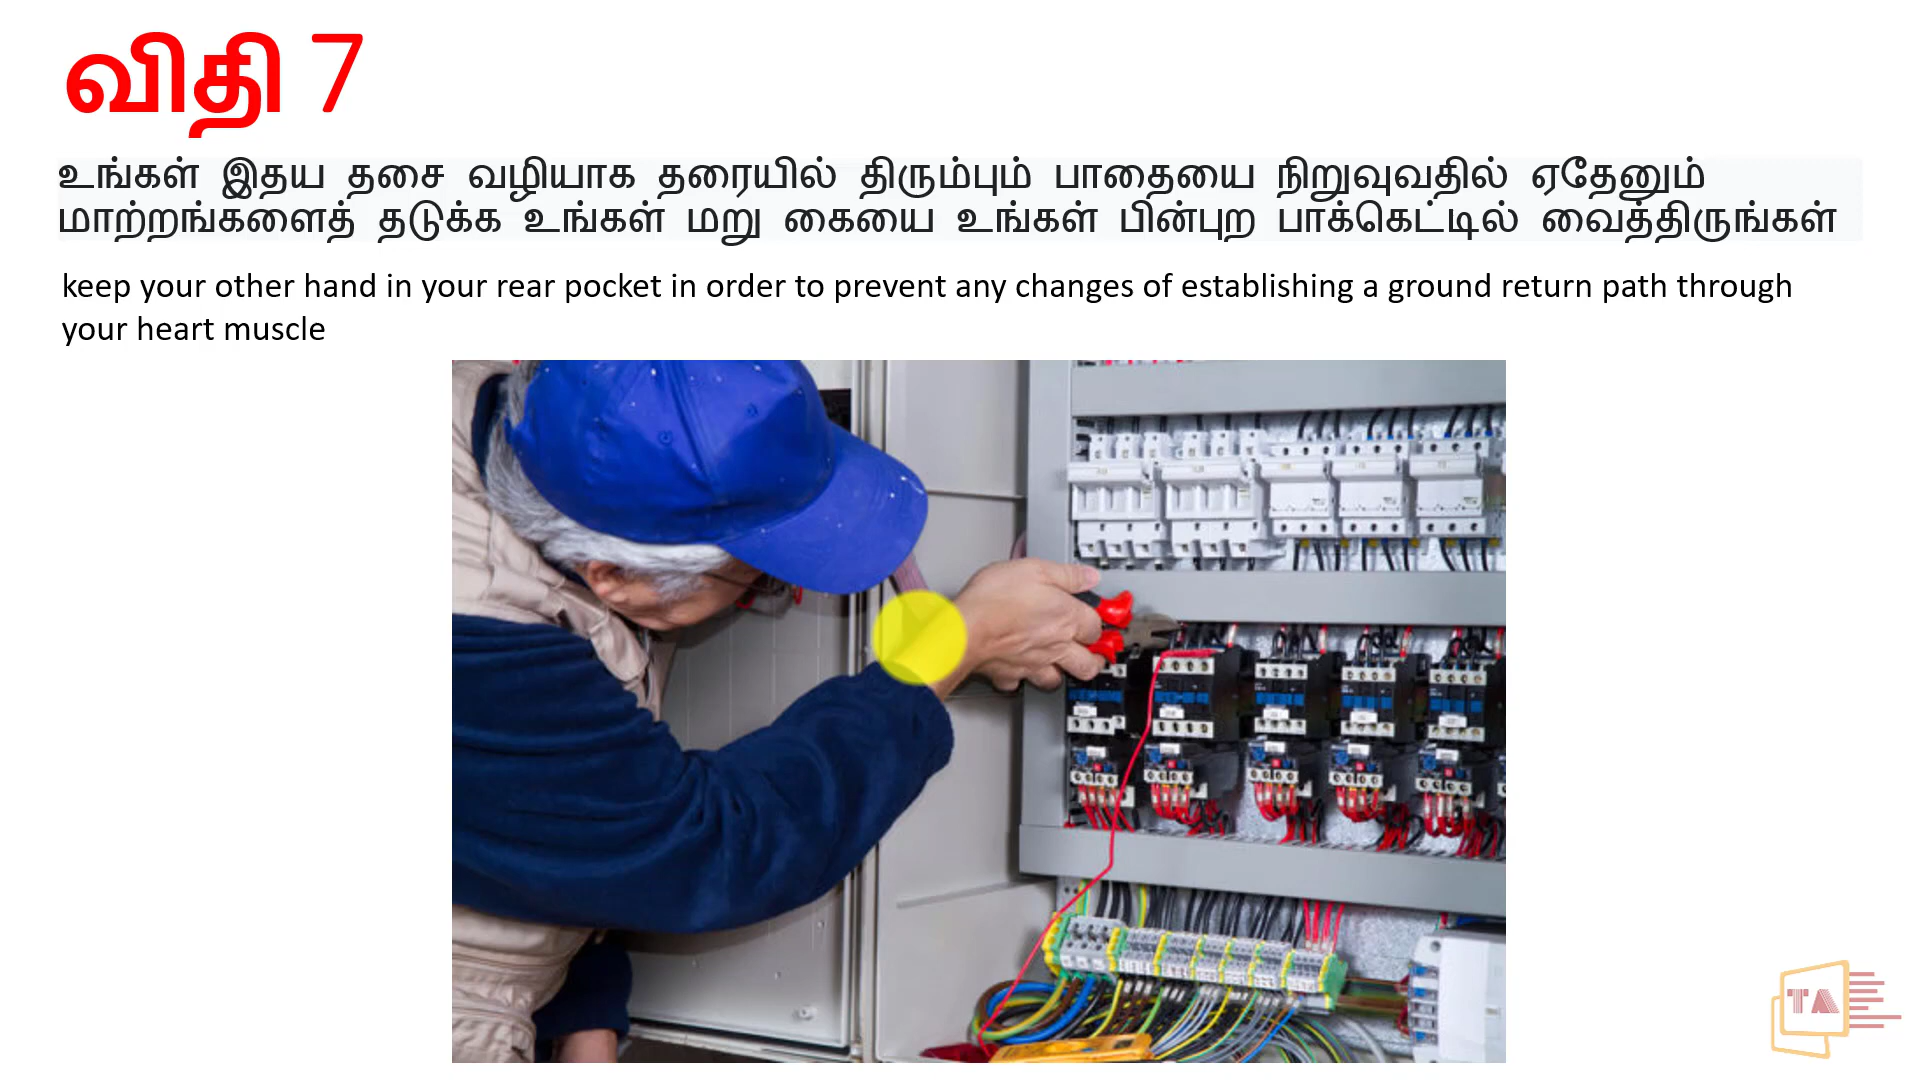 விதி 7
உங்கள் இதய தசை வழியாக தரையில் திரும்பும் பாதையை நிறுவுவதில் ஏதேனும்
மாற்றங்களைத் தடுக்க உங்கள் மறு கையை உங்கள் பின்புற பாக்கெட்டில் வைத்திருங்கள்
keep your other hand in your rear pocket in order to prevent any changes of establishing a ground return path through
your heart muscle
TA